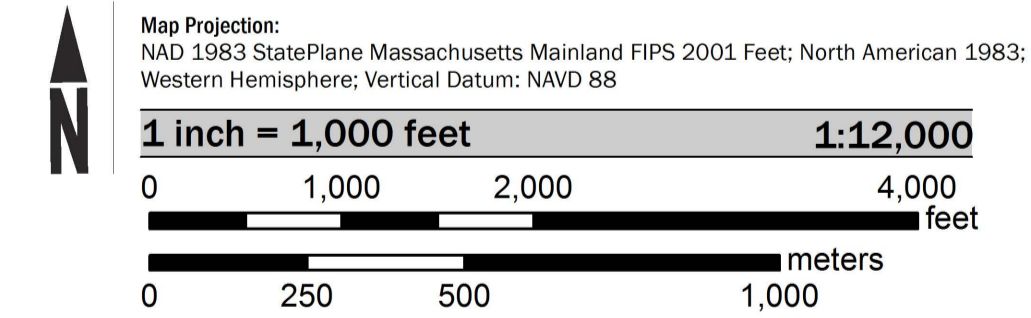 N
Map Projection:
NAD 1983 StatePlane Massachusetts Mainland FIPS 2001 Feet; North American 1983;
Western Hemisphere; Vertical Datum: NAVD 88
1 inch = 1,000 feet 1:12,000
0 1,000 2,000 4,000
feet
meters
0 250 500 1,000